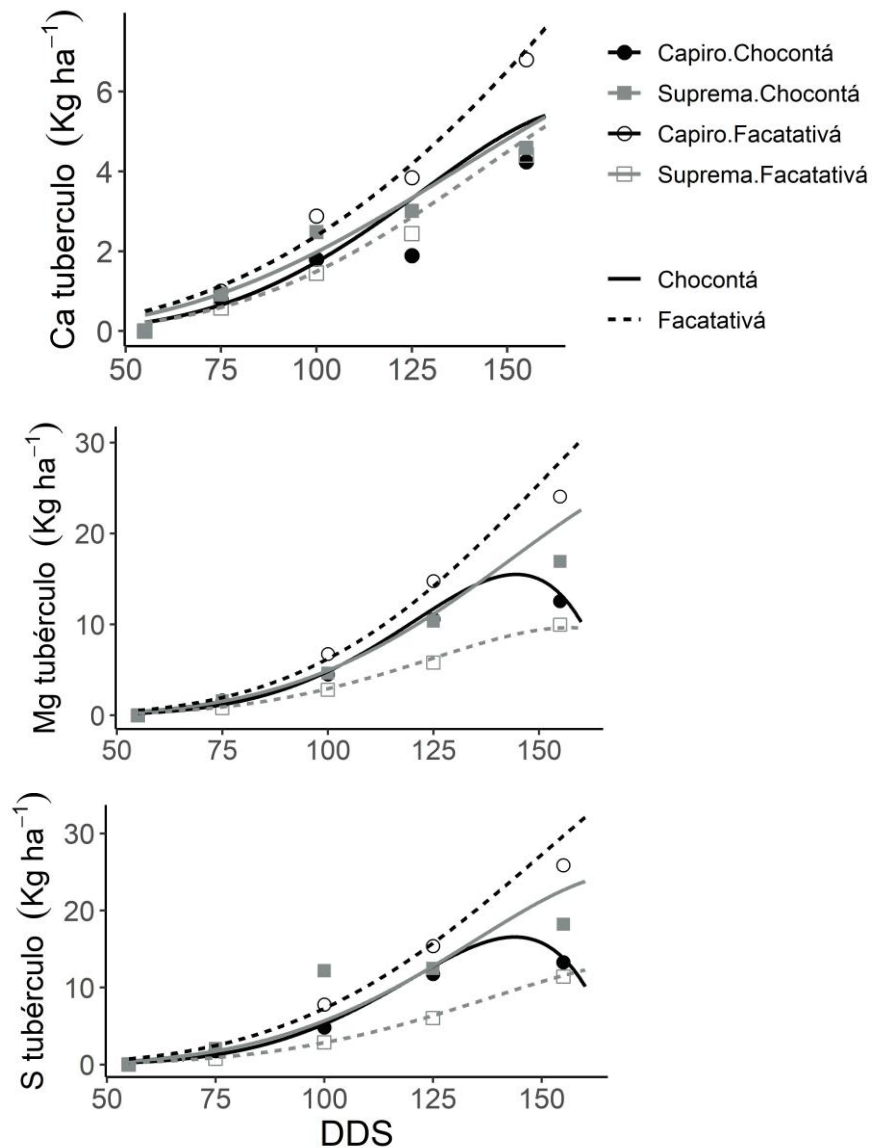 Ca tuberculo (Kg ha⁻¹)
6
4
2
0
50 75 100 125 150
Capiro.Chocontá
Suprema.Chocontá
Capiro.Facatativá
Suprema.Facatativá
Chocontá
Facatativá
Mg tubérculo (Kg ha⁻¹)
30
20
10
0
50 75 100 125 150
S tubérculo (Kg ha⁻¹)
30
20
10
0
50 75 100 125 150
DDS